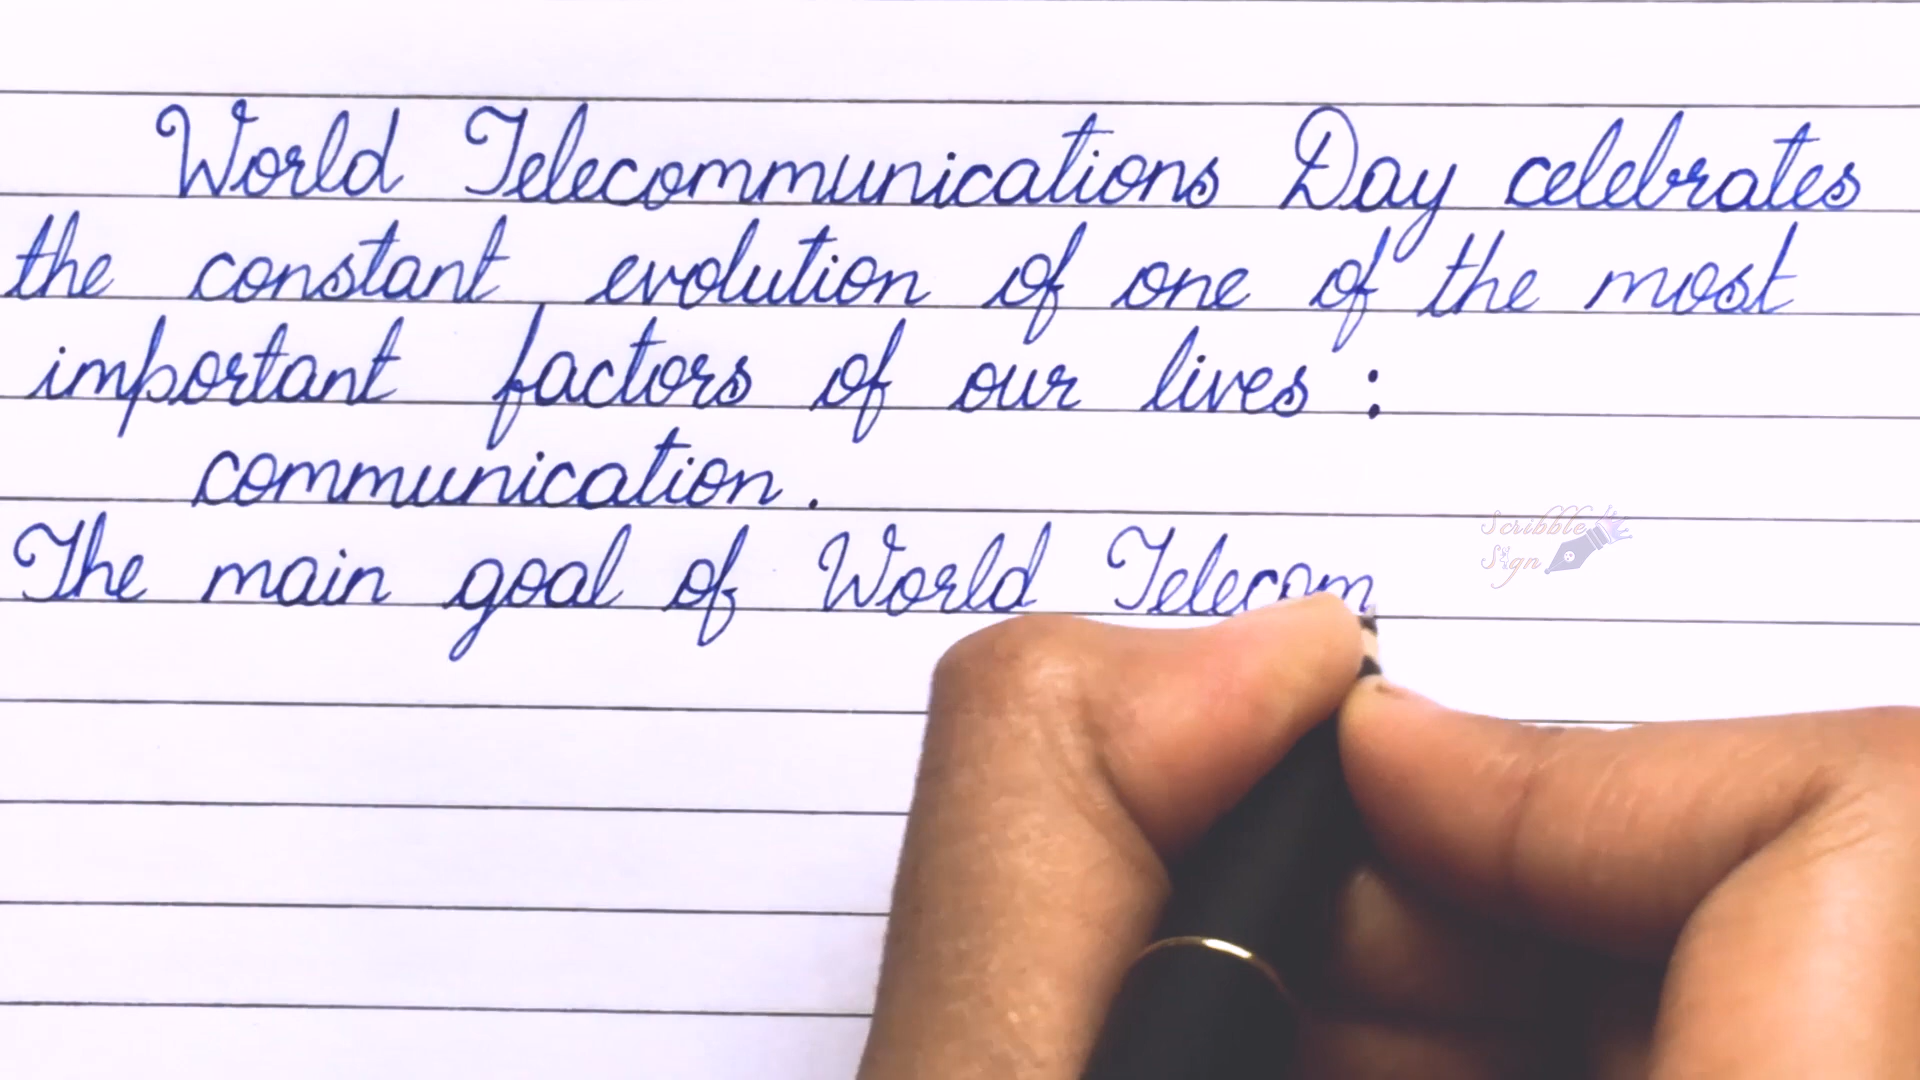 World Telecommunications Day celebrates
the constant evolution of one of the most
important factors of our lives :
communication.
The main goal of World Telecom
Scribble
Sign